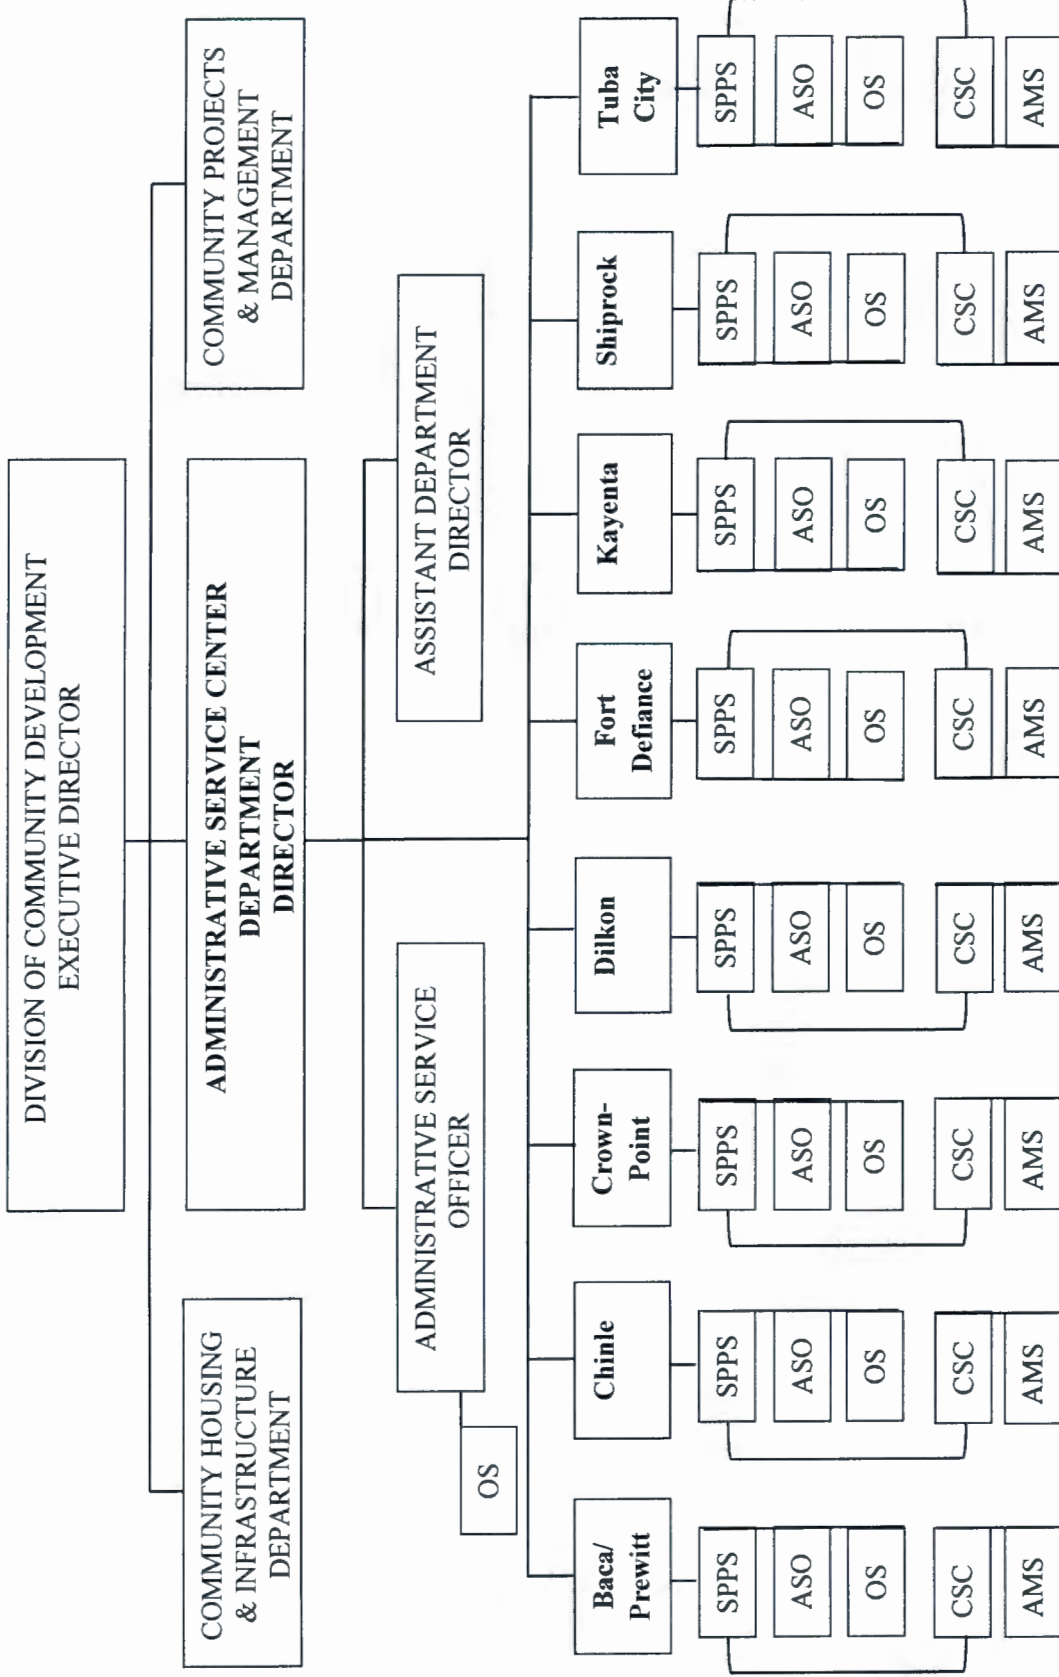 DIVISION OF COMMUNITY DEVELOPMENT
EXECUTIVE DIRECTOR
COMMUNITY HOUSING
& INFRASTRUCTURE
DEPARTMENT
ADMINISTRATIVE SERVICE CENTER
DEPARTMENT
DIRECTOR
COMMUNITY PROJECTS
& MANAGEMENT
DEPARTMENT
ADMINISTRATIVE SERVICE
OFFICER
OS
ASSISTANT DEPARTMENT
DIRECTOR
Baca/
Prewitt
SPPS
ASO
OS
CSC
AMS
Chinle
SPPS
ASO
OS
CSC
AMS
Crown-
Point
SPPS
ASO
OS
CSC
AMS
Dilkon
SPPS
ASO
OS
CSC
AMS
Fort
Defiance
SPPS
ASO
OS
CSC
AMS
Kayenta
SPPS
ASO
OS
CSC
AMS
Shiprock
SPPS
ASO
OS
CSC
AMS
Tuba
City
SPPS
ASO
OS
CSC
AMS